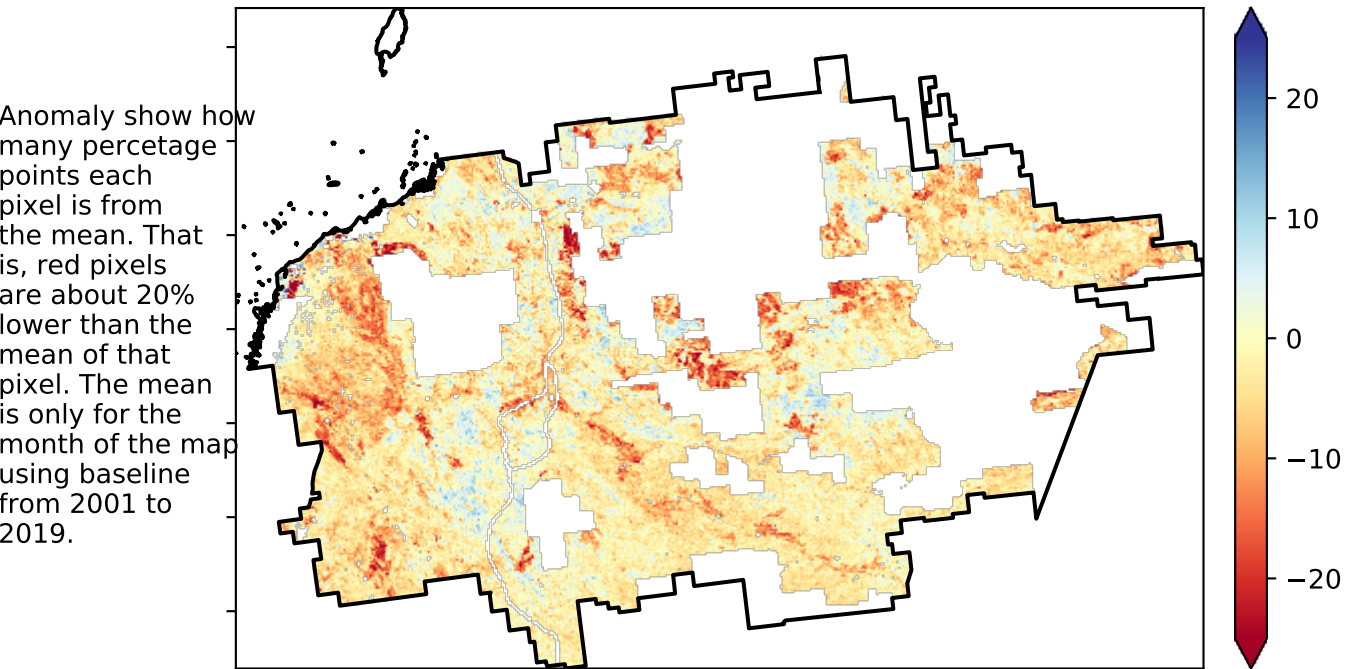 Anomaly show how
many percetage
points each
pixel is from
the mean. That
is, red pixels
are about 20%
lower than the
mean of that
pixel. The mean
is only for the
month of the map
using baseline
from 2001 to
2019.
20
10
0
−10
−20